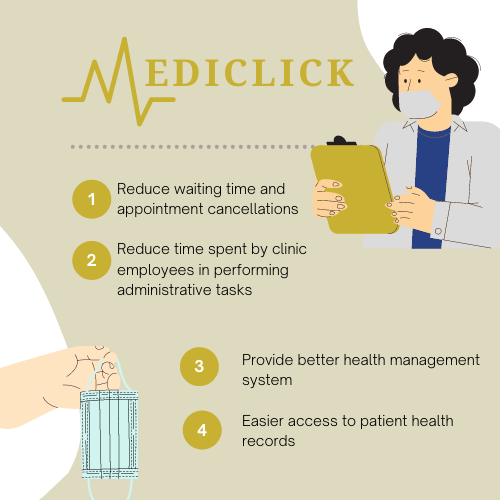 MEDICLICK
1 Reduce waiting time and
appointment cancellations
2 Reduce time spent by clinic
employees in performing
administrative tasks
3 Provide better health management
system
4 Easier access to patient health
records